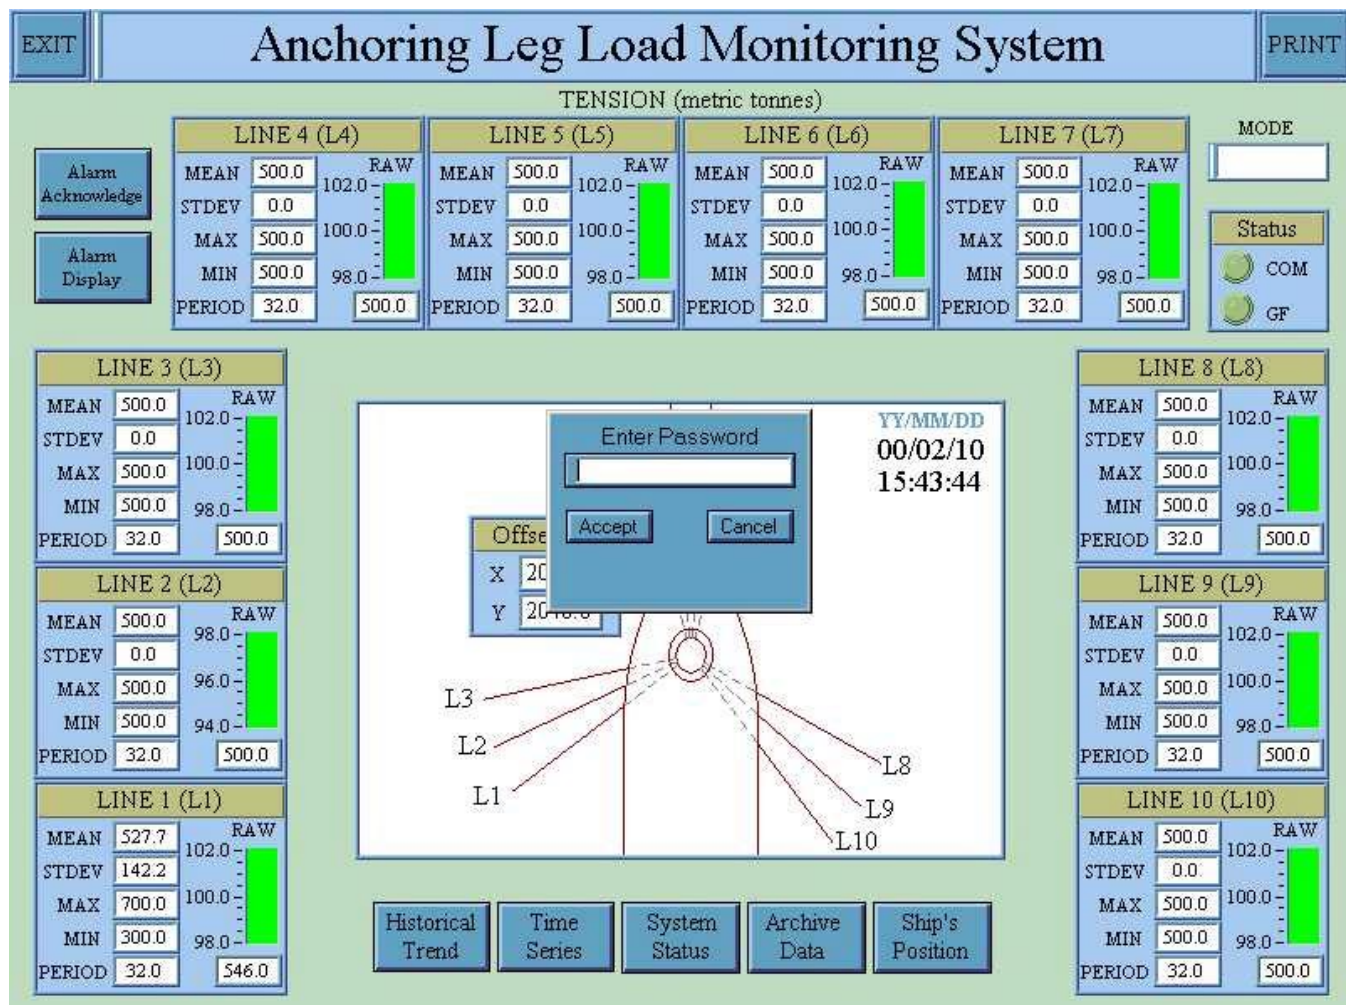 EXIT
Anchoring Leg Load Monitoring System
PRINT
TENSION (metric tonnes)
Alarm
Acknowledge
Alarm
Display
LINE 4 (L4)
MEAN 500.0 RAW
STDEV 0.0 102.0
MAX 500.0 100.0
MIN 500.0 98.0
PERIOD 32.0 500.0
LINE 5 (L5)
MEAN 500.0 RAW
STDEV 0.0 102.0
MAX 500.0 100.0
MIN 500.0 98.0
PERIOD 32.0 500.0
LINE 6 (L6)
MEAN 500.0 RAW
STDEV 0.0 102.0
MAX 500.0 100.0
MIN 500.0 98.0
PERIOD 32.0 500.0
LINE 7 (L7)
MEAN 500.0 RAW
STDEV 0.0 102.0
MAX 500.0 100.0
MIN 500.0 98.0
PERIOD 32.0 500.0
MODE
Status
COM
GF
LINE 3 (L3)
MEAN 500.0 RAW
STDEV 0.0 102.0
MAX 500.0 100.0
MIN 500.0 98.0
PERIOD 32.0 500.0
LINE 2 (L2)
MEAN 500.0 RAW
STDEV 0.0 98.0
MAX 500.0 96.0
MIN 500.0 94.0
PERIOD 32.0 500.0
LINE 1 (L1)
MEAN 527.7 RAW
STDEV 142.2 102.0
MAX 700.0 100.0
MIN 300.0 98.0
PERIOD 32.0 546.0
Enter Password
Accept Cancel
YY/MM/DD
00/02/10
15:43:44
X
Y
L3
L2
L1
L8
L9
L10
LINE 8 (L8)
MEAN 500.0 RAW
STDEV 0.0 102.0
MAX 500.0 100.0
MIN 500.0 98.0
PERIOD 32.0 500.0
LINE 9 (L9)
MEAN 500.0 RAW
STDEV 0.0 102.0
MAX 500.0 100.0
MIN 500.0 98.0
PERIOD 32.0 500.0
LINE 10 (L10)
MEAN 500.0 RAW
STDEV 0.0 102.0
MAX 500.0 100.0
MIN 500.0 98.0
PERIOD 32.0 500.0
Historical
Trend
Time
Series
System
Status
Archive
Data
Ship's
Position